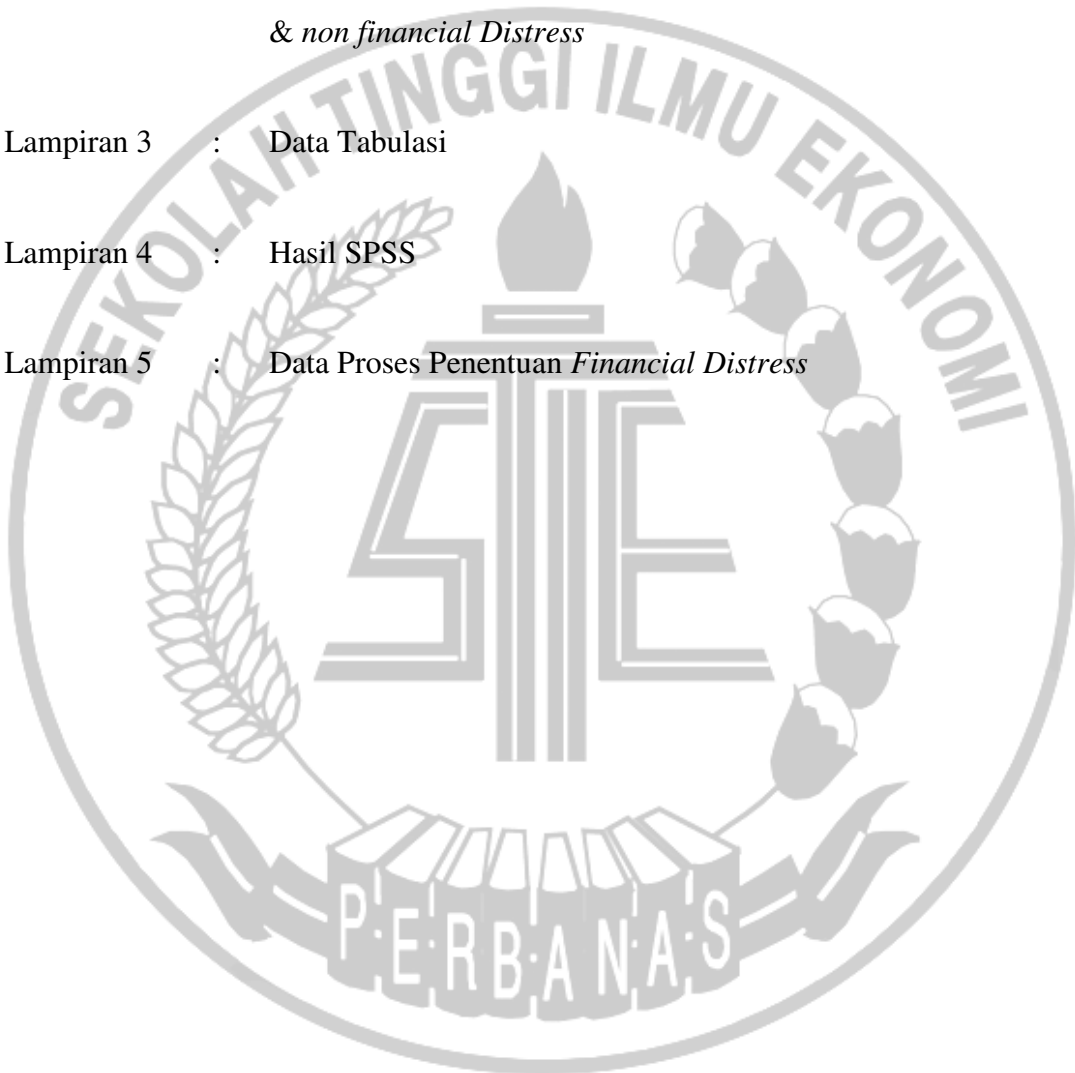 & non financial Distress
Lampiran 3 : Data Tabulasi
Lampiran 4 : Hasil SPSS
Lampiran 5 : Data Proses Penentuan Financial Distress
SEKOLAH TINGGI ILMU EKONOMI
STIE
P·E·R·B·A·N·A·S